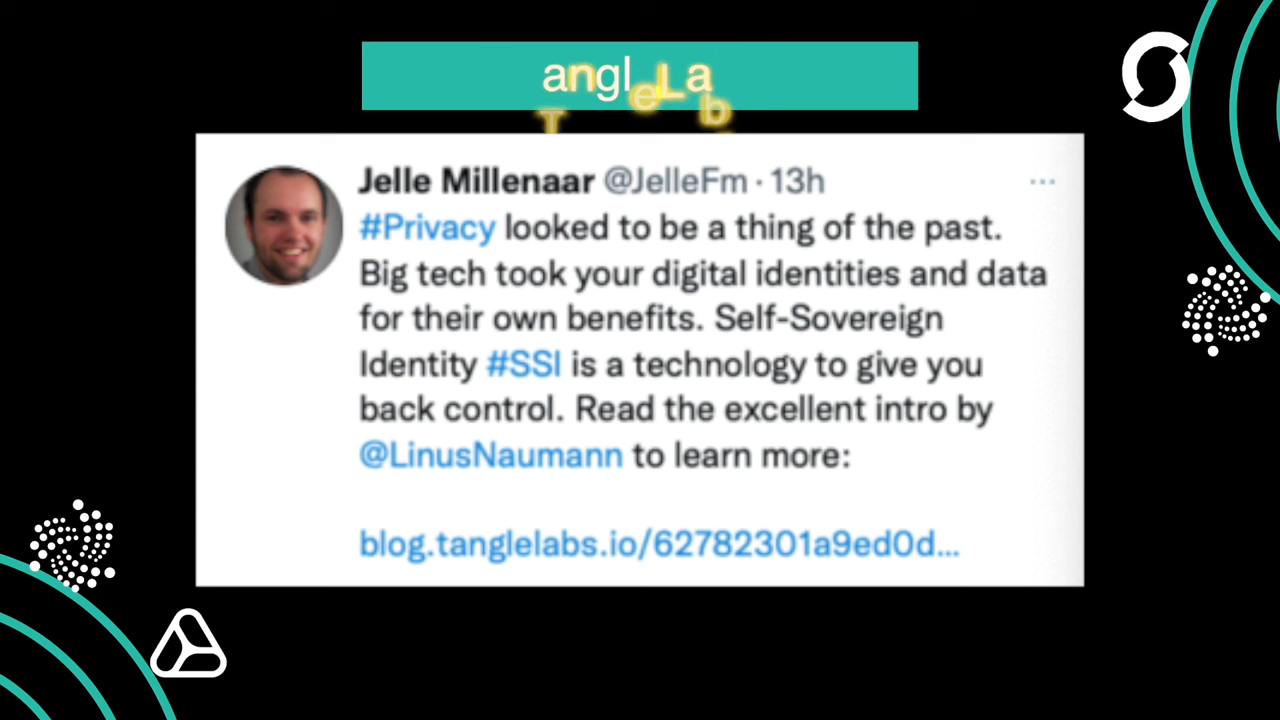 TangleLab
Jelle Millenaar @JelleFm · 13h
#Privacy looked to be a thing of the past.
Big tech took your digital identities and data
for their own benefits. Self-Sovereign
Identity #SSI is a technology to give you
back control. Read the excellent intro by
@LinusNaumann to learn more:
blog.tanglelabs.io/62782301a9ed0d...